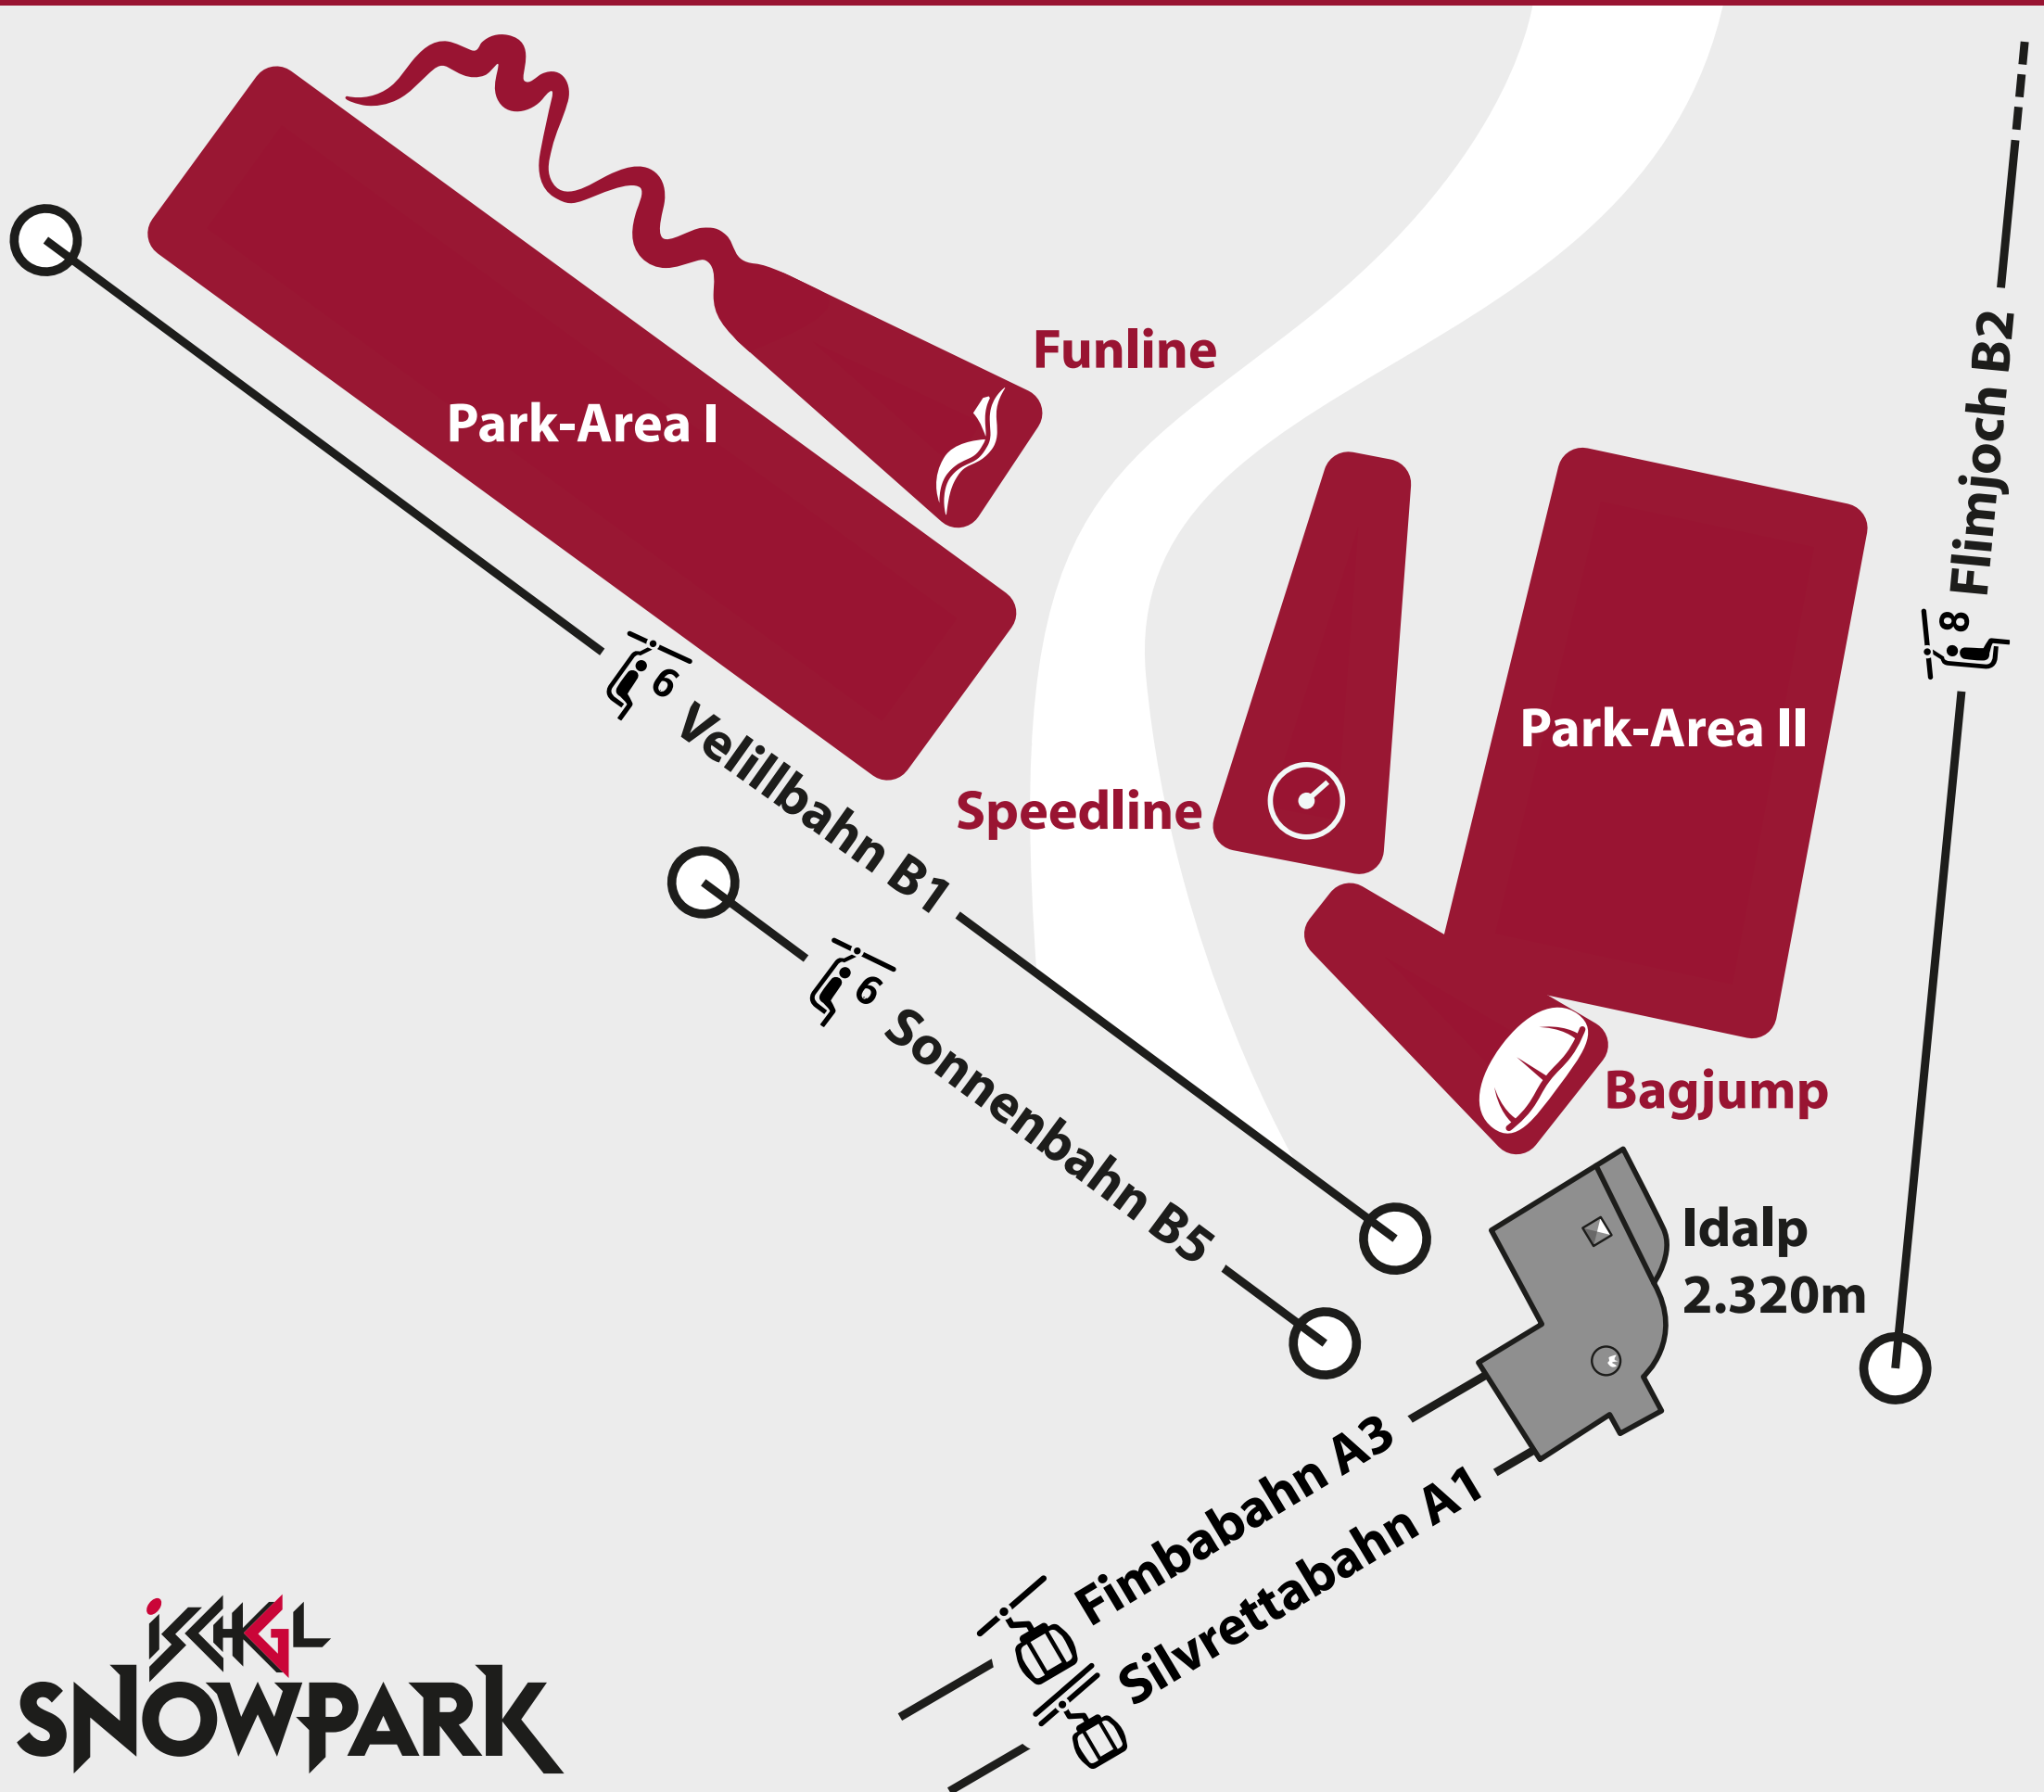 Funline
Park-Area I
Flimjoch B2
8
6
Velillbahn B1
Park-Area II
Speedline
6
Sonnenbahn B5
Bagjump
Idalp
2.320m
Fimbabahn A3
Silvrettabahn A1
ISCHGL
SNOWPARK